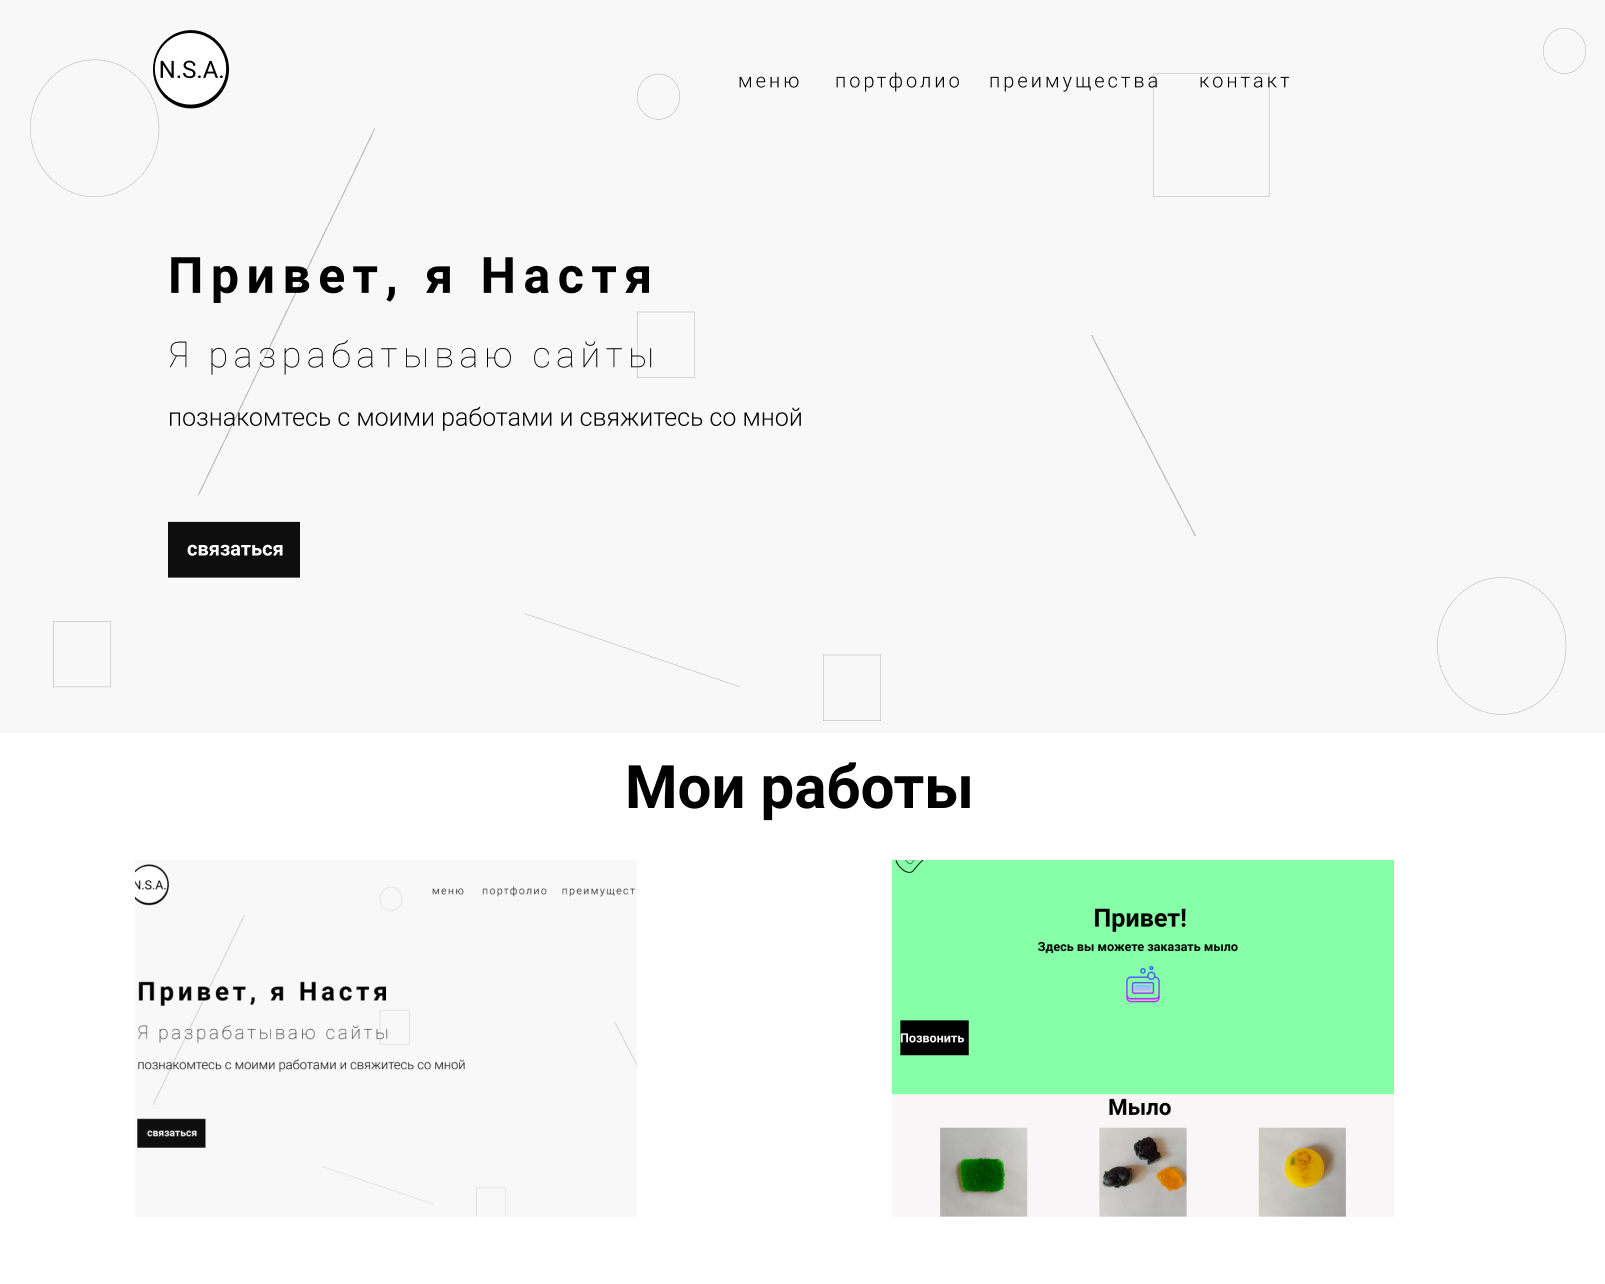 N.S.A.
меню портфолио преимущества контакт
Привет, я Настя
Я разрабатываю сайты
познакомтесь с моими работами и свяжитесь со мной
связаться
Мои работы
N.S.A.
меню портфолио преимущест
Привет, я Настя
Я разрабатываю сайты
познакомтесь с моими работами и свяжитесь со мной
связаться
Привет!
Здесь вы можете заказать мыло
Позвонить
Мыло